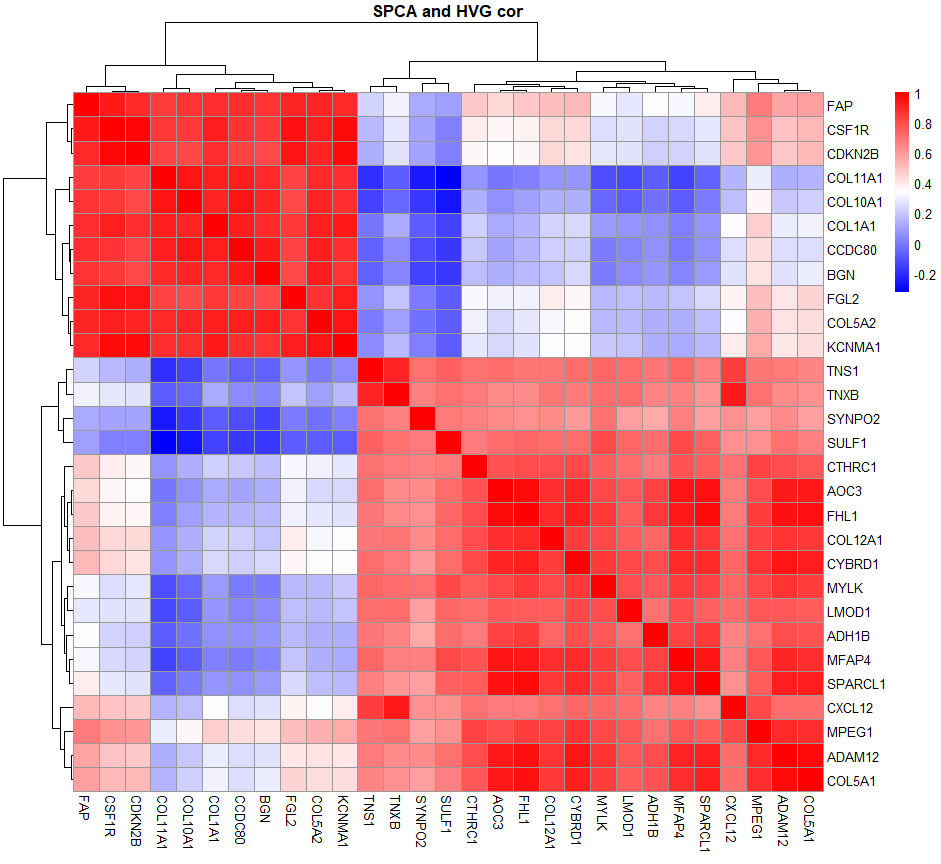 SPCA and HVG cor
1
0.8
0.6
0.4
0.2
0
-0.2
FAP
CSF1R
CDKN2B
COL11A1
COL10A1
COL1A1
CCDC80
BGN
FGL2
COL5A2
KCNMA1
TNS1
TNXB
SYNPO2
SULF1
CTHRC1
AOC3
FHL1
COL12A1
CYBRD1
MYLK
LMOD1
ADH1B
MFAP4
SPARCL1
CXCL12
MPEG1
ADAM12
COL5A1
FAP
CSF1R
CDKN2B
COL11A1
COL10A1
COL1A1
CCDC80
BGN
FGL2
COL5A2
KCNMA1
TNS1
TNXB
SYNPO2
SULF1
CTHRC1
AOC3
FHL1
COL12A1
CYBRD1
MYLK
LMOD1
ADH1B
MFAP4
SPARCL1
CXCL12
MPEG1
ADAM12
COL5A1